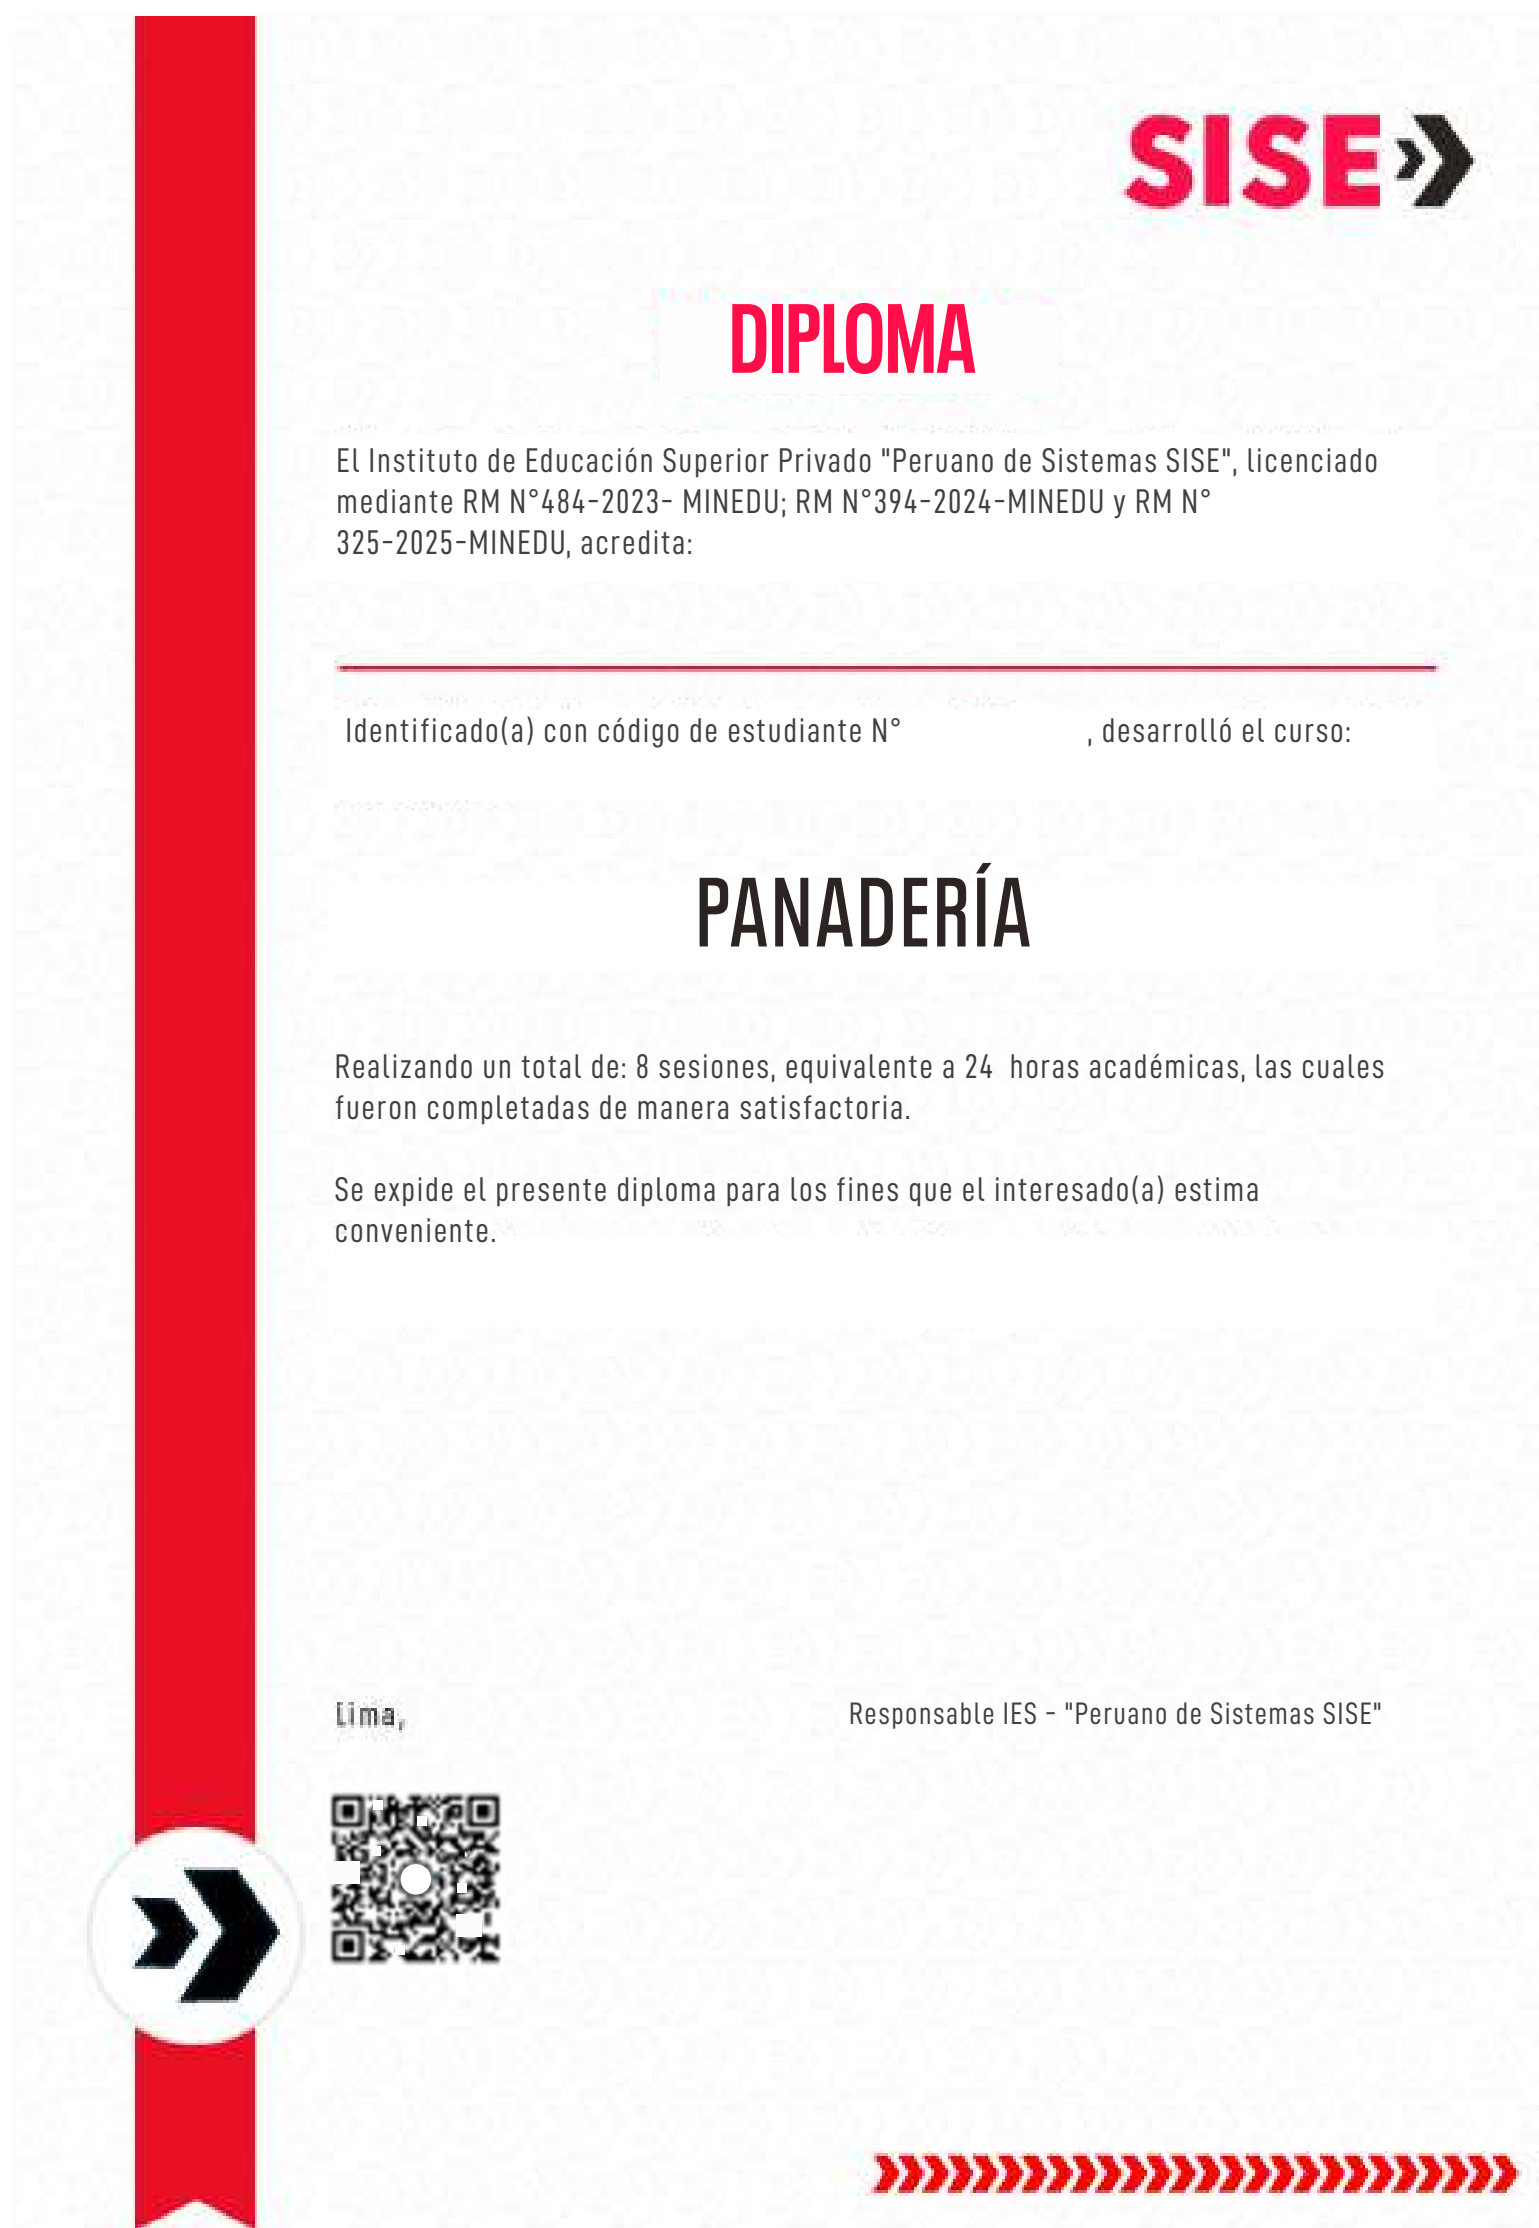 SISE
DIPLOMA
El Instituto de Educación Superior Privado "Peruano de Sistemas SISE", licenciado
mediante RM N°484-2023- MINEDU; RM N°394-2024-MINEDU y RM N°
325-2025-MINEDU, acredita:
Identificado(a) con código de estudiante N° , desarrolló el curso:
PANADERÍA
Realizando un total de: 8 sesiones, equivalente a 24 horas académicas, las cuales
fueron completadas de manera satisfactoria.
Se expide el presente diploma para los fines que el interesado(a) estima
conveniente.
Lima,
Responsable IES - "Peruano de Sistemas SISE"